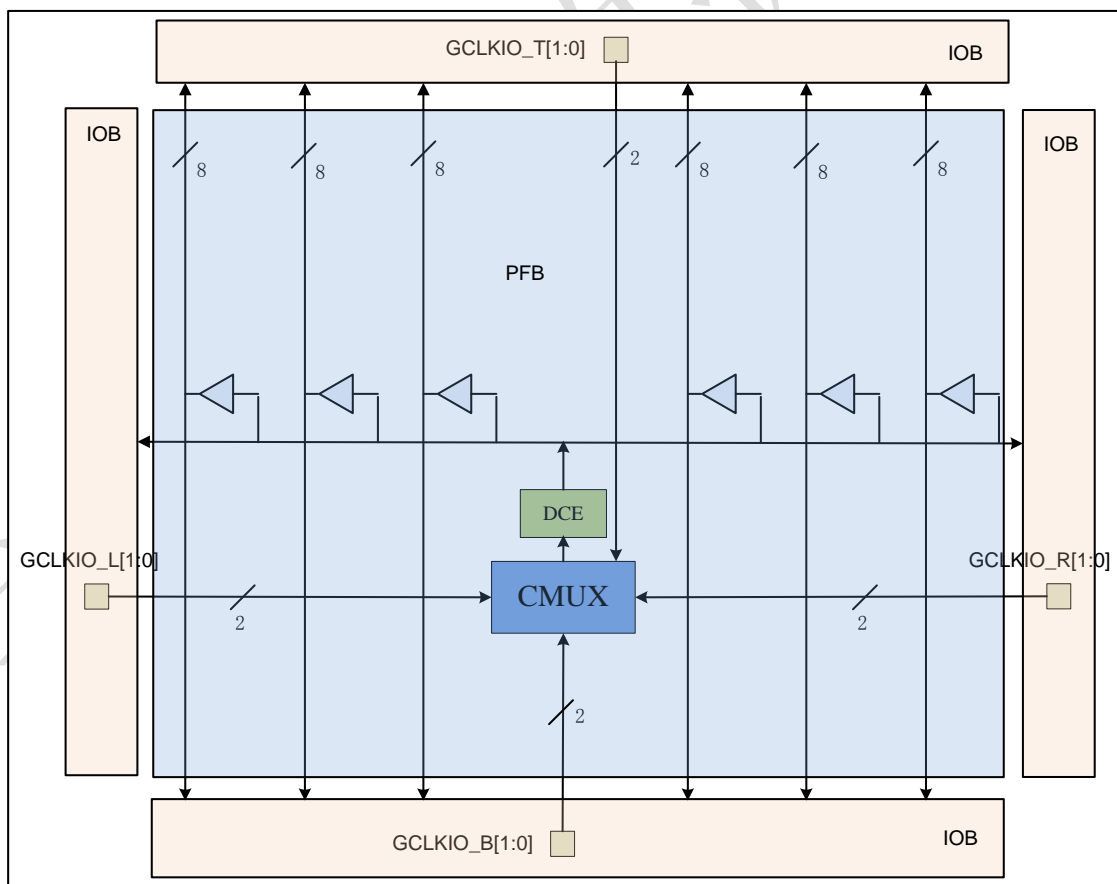 GCLKIO_T[1:0]
IOB
IOB
IOB
8
8
8
2
8
8
8
PFB
DCE
GCLKIO_L[1:0]
GCLKIO_R[1:0]
CMUX
2
2
2
GCLKIO_B[1:0]
IOB